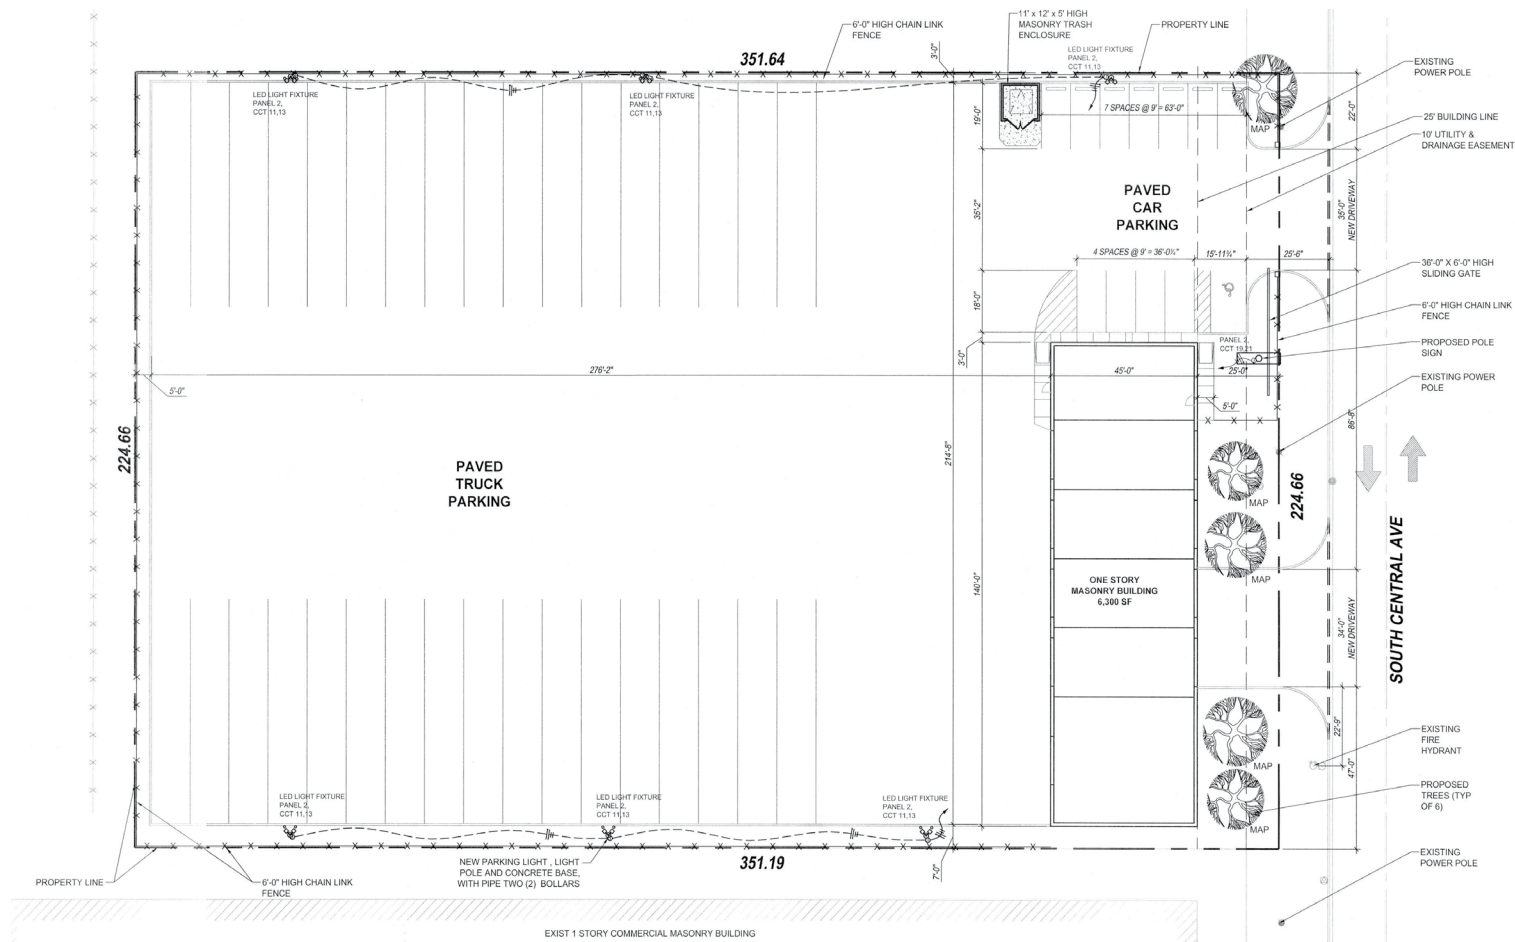 11' x 12' x 5' HIGH
MASONRY TRASH
ENCLOSURE
6'-0" HIGH CHAIN LINK
FENCE
PROPERTY LINE
351.64
3'-0"
LED LIGHT FIXTURE
PANEL 2,
CCT 11,13
EXISTING
POWER POLE
LED LIGHT FIXTURE
PANEL 2,
CCT 11,13
LED LIGHT FIXTURE
PANEL 2,
CCT 11,13
7 SPACES @ 9' = 63'-0"
19'-0"
22'-0"
MAP
25' BUILDING LINE
10' UTILITY &
DRAINAGE EASEMENT
PAVED
CAR
PARKING
35'-2"
35'-0"
NEW DRIVEWAY
4 SPACES @ 9' = 36'-0¾"
15'-11¾"
25'-6"
36'-0" X 6'-0" HIGH
SLIDING GATE
18'-0"
6'-0" HIGH CHAIN LINK
FENCE
PANEL 2,
CCT 19,21
PROPOSED POLE
SIGN
3'-0"
276'-2"
45'-0"
25'-0"
5'-0"
EXISTING POWER
POLE
5'-0"
86'-8"
224.66
214'-8"
PAVED
TRUCK
PARKING
MAP
224.66
MAP
SOUTH CENTRAL AVE
140'-0"
ONE STORY
MASONRY BUILDING
6,300 SF
34'-0"
NEW DRIVEWAY
22'-9"
47'-0"
EXISTING
FIRE
HYDRANT
MAP
PROPOSED
TREES (TYP
OF 6)
MAP
LED LIGHT FIXTURE
PANEL 2,
CCT 11,13
LED LIGHT FIXTURE
PANEL 2,
CCT 11,13
LED LIGHT FIXTURE
PANEL 2,
CCT 11,13
351.19
7'-0"
NEW PARKING LIGHT , LIGHT
POLE AND CONCRETE BASE,
WITH PIPE TWO (2) BOLLARS
PROPERTY LINE
6'-0" HIGH CHAIN LINK
FENCE
EXISTING
POWER POLE
EXIST 1 STORY COMMERCIAL MASONRY BUILDING